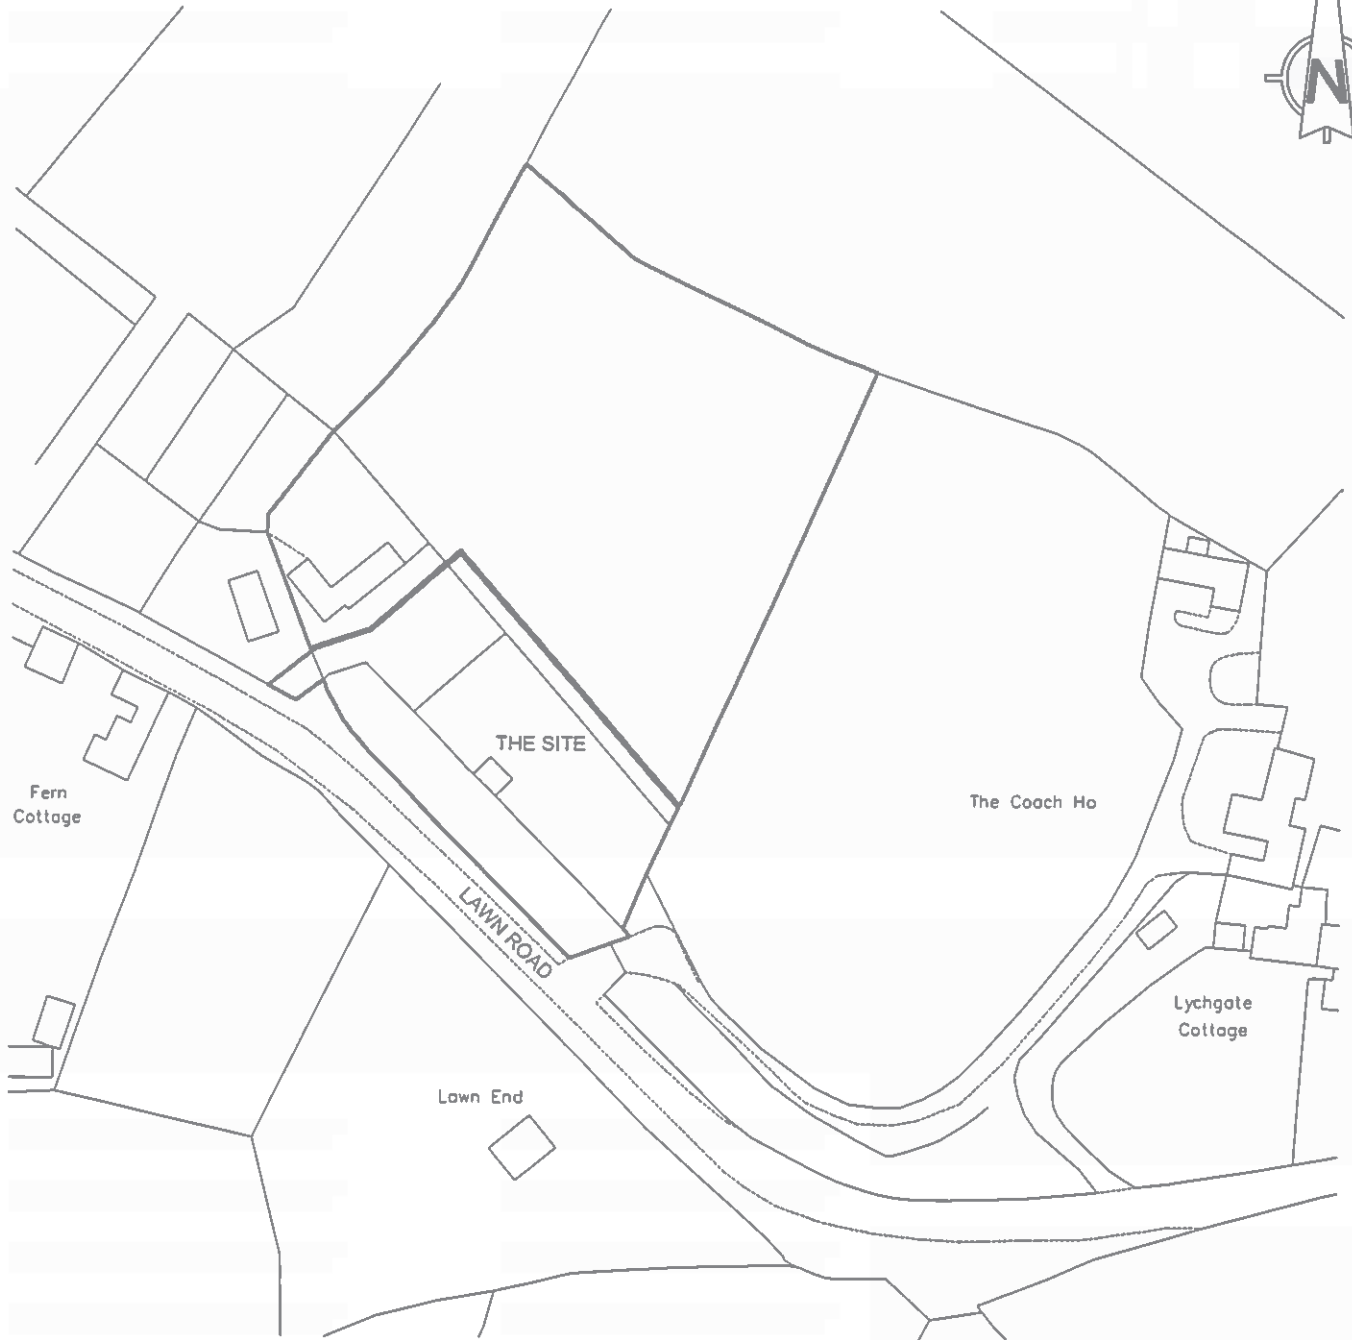 N
THE SITE
Fern
Cottage
The Coach Ho
LAWN ROAD
Lychgate
Cottage
Lawn End